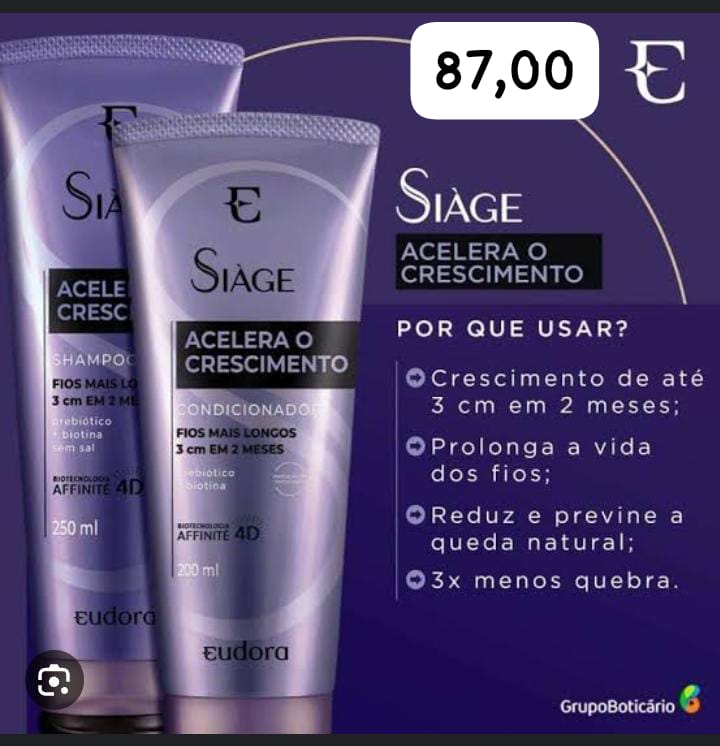 87,00
E
SIÀGE
ACELERA O
CRESCIMENTO
POR QUE USAR?
Crescimento de até
3 cm em 2 meses;
Prolonga a vida
dos fios;
Reduz e previne a
queda natural;
3x menos quebra.
GrupoBoticário
E
SIÀ
ACELE
CRESC
SHAMPOO
FIOS MAIS LO
3 cm EM 2 ME
prebiótico
+ biotina
sem sal
BIOTECNOLOGIA
AFFINITÉ 4D
250 ml
eudora
E
SIÀGE
ACELERA O
CRESCIMENTO
CONDICIONADOR
FIOS MAIS LONGOS
3 cm EM 2 MESES
prebiótico
+ biotina
BIOTECNOLOGIA
AFFINITÉ 4D
200 ml
eudora